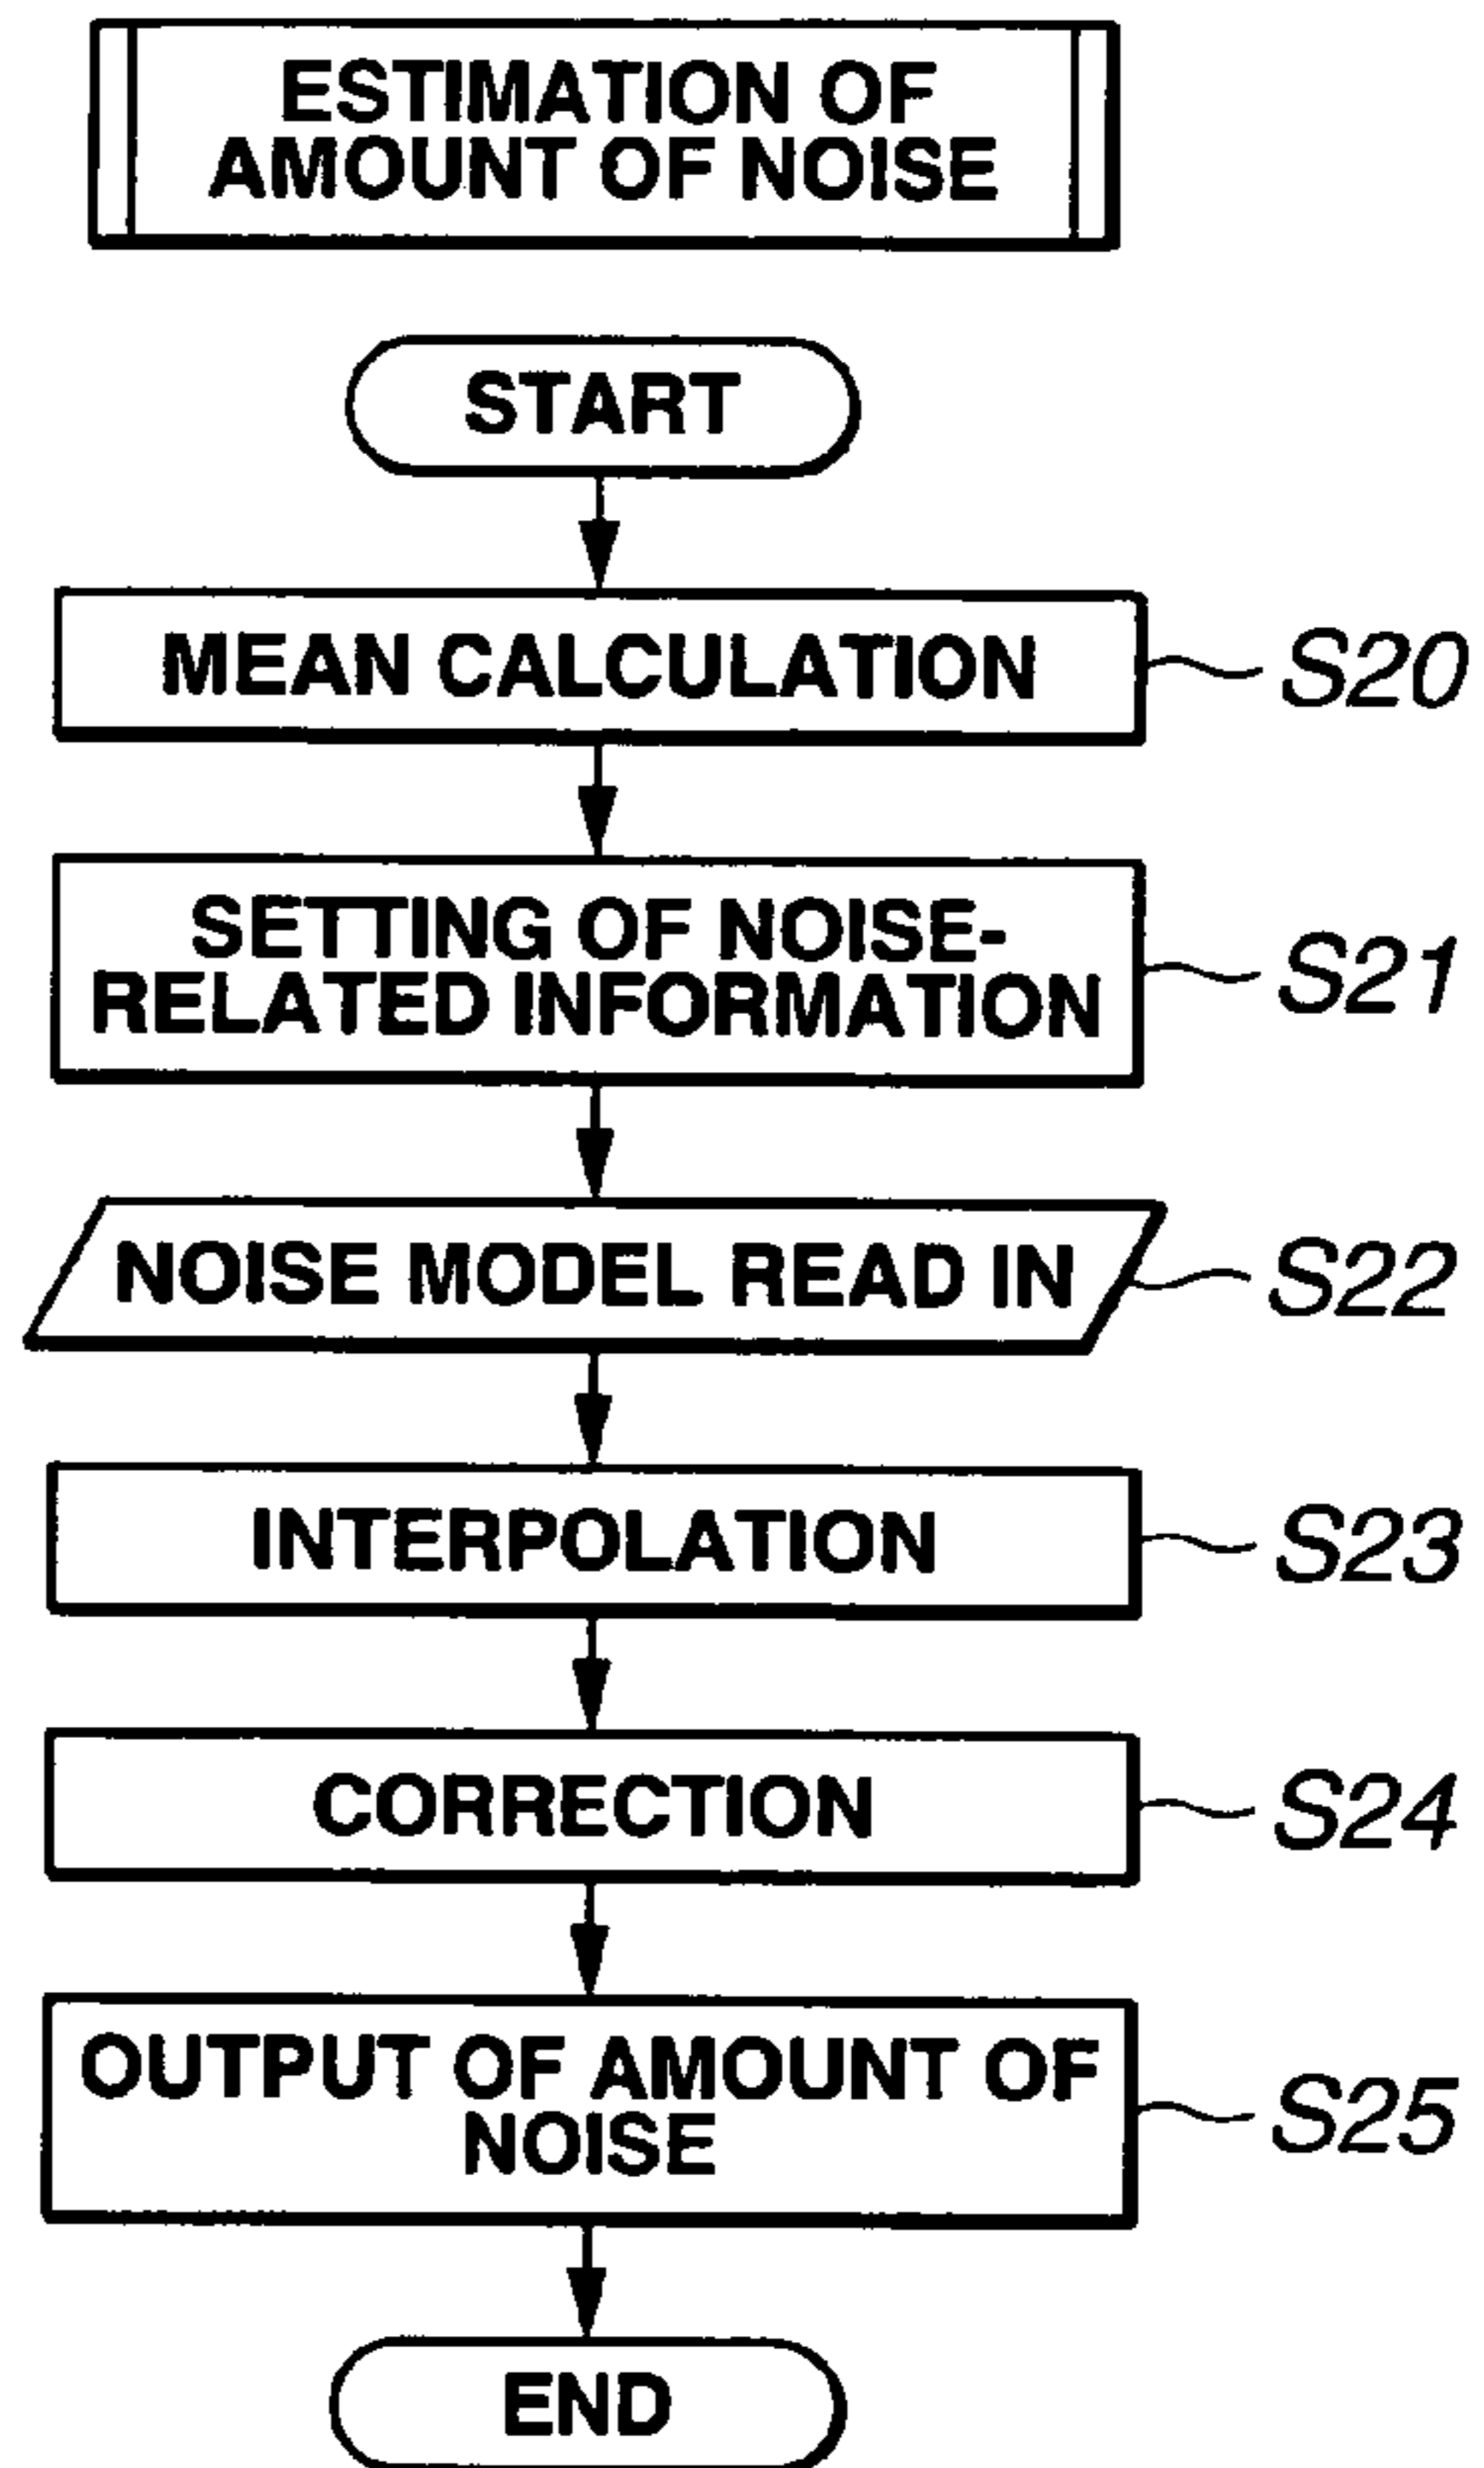 ESTIMATION OF
AMOUNT OF NOISE
START
MEAN CALCULATION
S20
SETTING OF NOISE-
RELATED INFORMATION
S21
NOISE MODEL READ IN
S22
INTERPOLATION
S23
CORRECTION
S24
OUTPUT OF AMOUNT OF
NOISE
S25
END